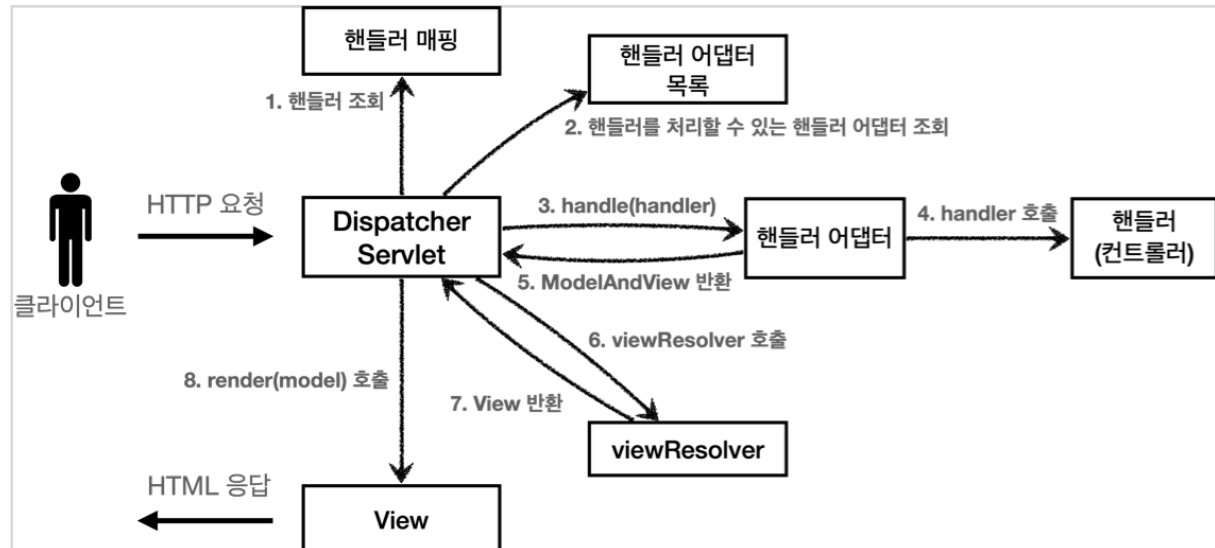 핸들러 매핑
핸들러 어댑터
목록
1. 핸들러 조회
2. 핸들러를 처리할 수 있는 핸들러 어댑터 조회
HTTP 요청
클라이언트
Dispatcher
Servlet
3. handle(handler)
핸들러 어댑터
4. handler 호출
핸들러
(컨트롤러)
5. ModelAndView 반환
6. viewResolver 호출
7. View 반환
8. render(model) 호출
viewResolver
HTML 응답
View